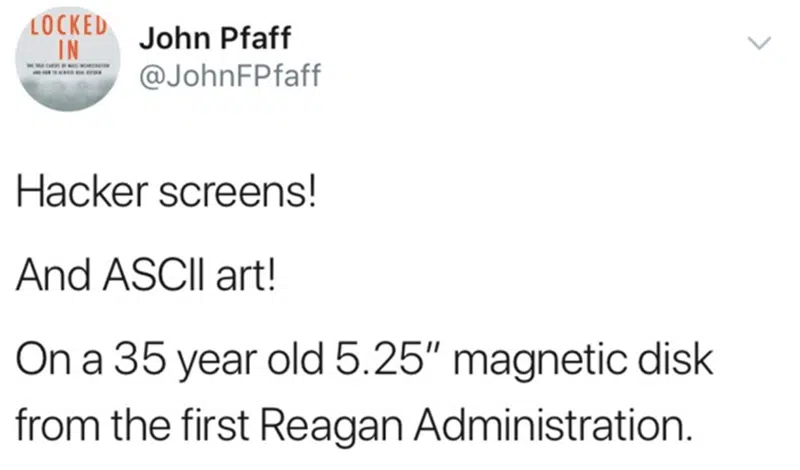 LOCKED
IN
John Pfaff
@JohnFPfaff
Hacker screens!
And ASCII art!
On a 35 year old 5.25” magnetic disk
from the first Reagan Administration.